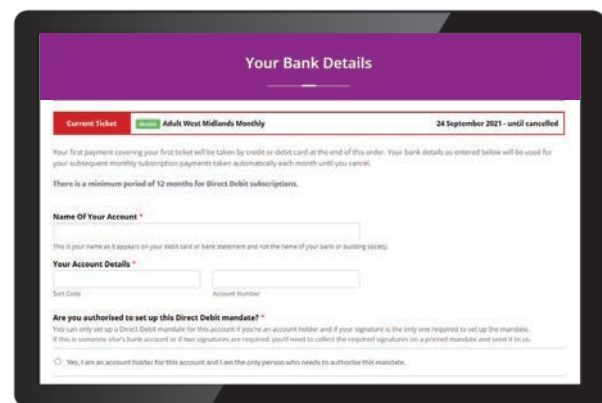 Your Bank Details
Current Ticket Adult West Midlands Monthly 24 September 2021 - until cancelled
Your first payment covering your first ticket will be taken by credit or debit card at the end of this order. Your bank details as entered below will be used for
your subsequent monthly subscription payments taken automatically each month until you cancel.
There is a minimum period of 12 months for Direct Debit subscriptions.
Name Of Your Account *
This is your name as it appears on your debit card or bank statement and not the name of your bank or building society.
Your Account Details *
Sort Code Account Number
Are you authorised to set up this Direct Debit mandate? *
You can only set up a Direct Debit mandate for this account if you're an account holder and if your signature is the only one required to set up the mandate.
If this is someone else's bank account or if two signatures are required, you'll need to collect the required signatures on a printed mandate and send it to us.
Yes, I am an account holder for this account and I am the only person who needs to authorise this mandate.